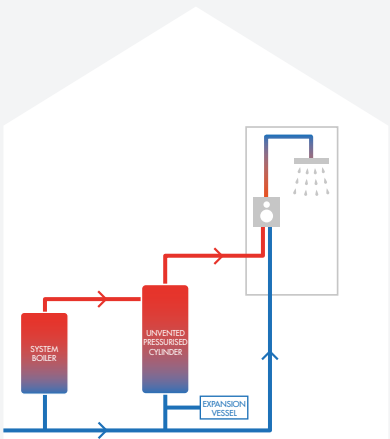 SYSTEM
BOILER
UNVENTED
PRESSURISED
CYLINDER
EXPANSION
VESSEL